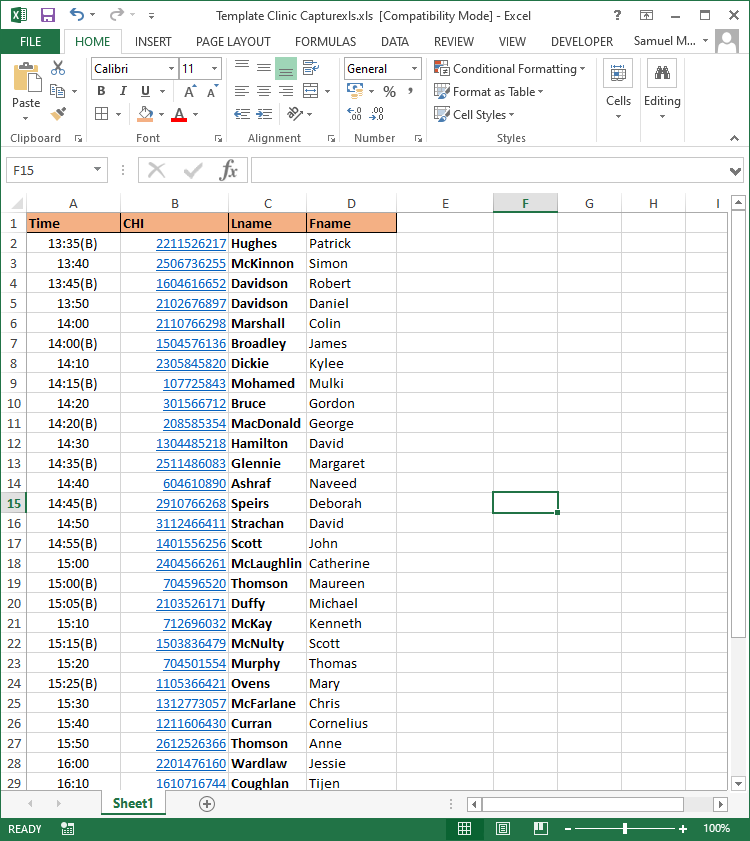 Template Clinic Capturexls.xls [Compatibility Mode] - Excel
FILE HOME INSERT PAGE LAYOUT FORMULAS DATA REVIEW VIEW DEVELOPER Samuel M...
Calibri 11 General Conditional Formatting
Paste B I U A A % , Format as Table Cells Editing
A .00 .0 Cell Styles
Clipboard Font Alignment Number Styles
F15 fx
A B C D E F G H I
1 Time CHI Lname Fname
2 13:35(B) 2211526217 Hughes Patrick
3 13:40 2506736255 McKinnon Simon
4 13:45(B) 1604616652 Davidson Robert
5 13:50 2102676897 Davidson Daniel
6 14:00 2110766298 Marshall Colin
7 14:00(B) 1504576136 Broadley James
8 14:10 2305845820 Dickie Kylee
9 14:15(B) 107725843 Mohamed Mulki
10 14:20 301566712 Bruce Gordon
11 14:20(B) 208585354 MacDonald George
12 14:30 1304485218 Hamilton David
13 14:35(B) 2511486083 Glennie Margaret
14 14:40 604610890 Ashraf Naveed
15 14:45(B) 2910766268 Speirs Deborah
16 14:50 3112466411 Strachan David
17 14:55(B) 1401556256 Scott John
18 15:00 2404566261 McLaughlin Catherine
19 15:00(B) 704596520 Thomson Maureen
20 15:05(B) 2103526171 Duffy Michael
21 15:10 712696032 McKay Kenneth
22 15:15(B) 1503836479 McNulty Scott
23 15:20 704501554 Murphy Thomas
24 15:25(B) 1105366421 Ovens Mary
25 15:30 1312773057 McFarlane Chris
26 15:40 1211606430 Curran Cornelius
27 15:50 2612526366 Thomson Anne
28 16:00 2201476160 Wardlaw Jessie
29 16:10 1610716744 Coughlan Tijen
Sheet1
READY 100%